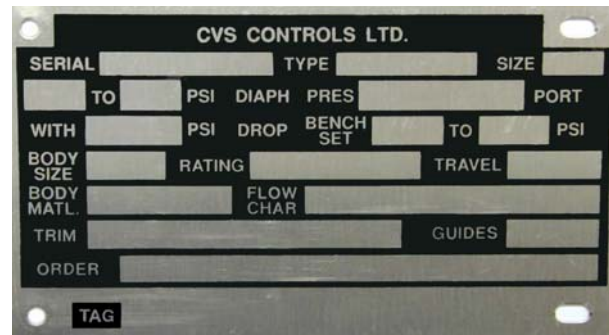 CVS CONTROLS LTD.
SERIAL TYPE SIZE
TO PSI DIAPH PRES PORT
WITH PSI DROP BENCH SET TO PSI
BODY SIZE RATING TRAVEL
BODY MATL. FLOW CHAR
TRIM GUIDES
ORDER
TAG